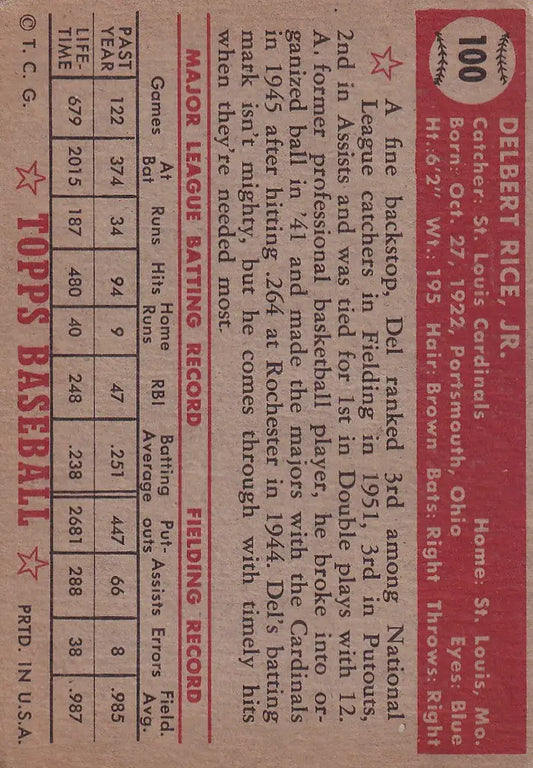 100
DELBERT RICE, JR.
Catcher: St. Louis Cardinals Home: St. Louis, Mo.
Born: Oct. 27, 1922, Portsmouth, Ohio Eyes: Blue
Ht.: 6'2" Wt.: 195 Hair: Brown Bats: Right Throws: Right
A fine backstop, Del ranked 3rd among National
League catchers in Fielding in 1951, 3rd in Putouts,
2nd in Assists and was tied for 1st in Double plays with 12.
A former professional basketball player, he broke into or-
ganized ball in '41 and made the majors with the Cardinals
in 1945 after hitting .264 at Rochester in 1944. Del's batting
mark isn't mighty, but he comes through with timely hits
when they're needed most.
MAJOR LEAGUE BATTING RECORD FIELDING RECORD
Games At Bat Runs Hits Home Runs RBI Batting Average Put-outs Assists Errors Field. Avg.
PAST YEAR 122 374 34 94 9 47 .251 447 66 8 .985
LIFE-TIME 679 2015 187 480 40 248 .238 2681 288 38 .987
© T. C. G. TOPPS BASEBALL PRTD. IN U.S.A.